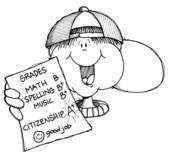 GRADES
MATH B
SPELLING B+
MUSIC B+
CITIZENSHIP A+
good job